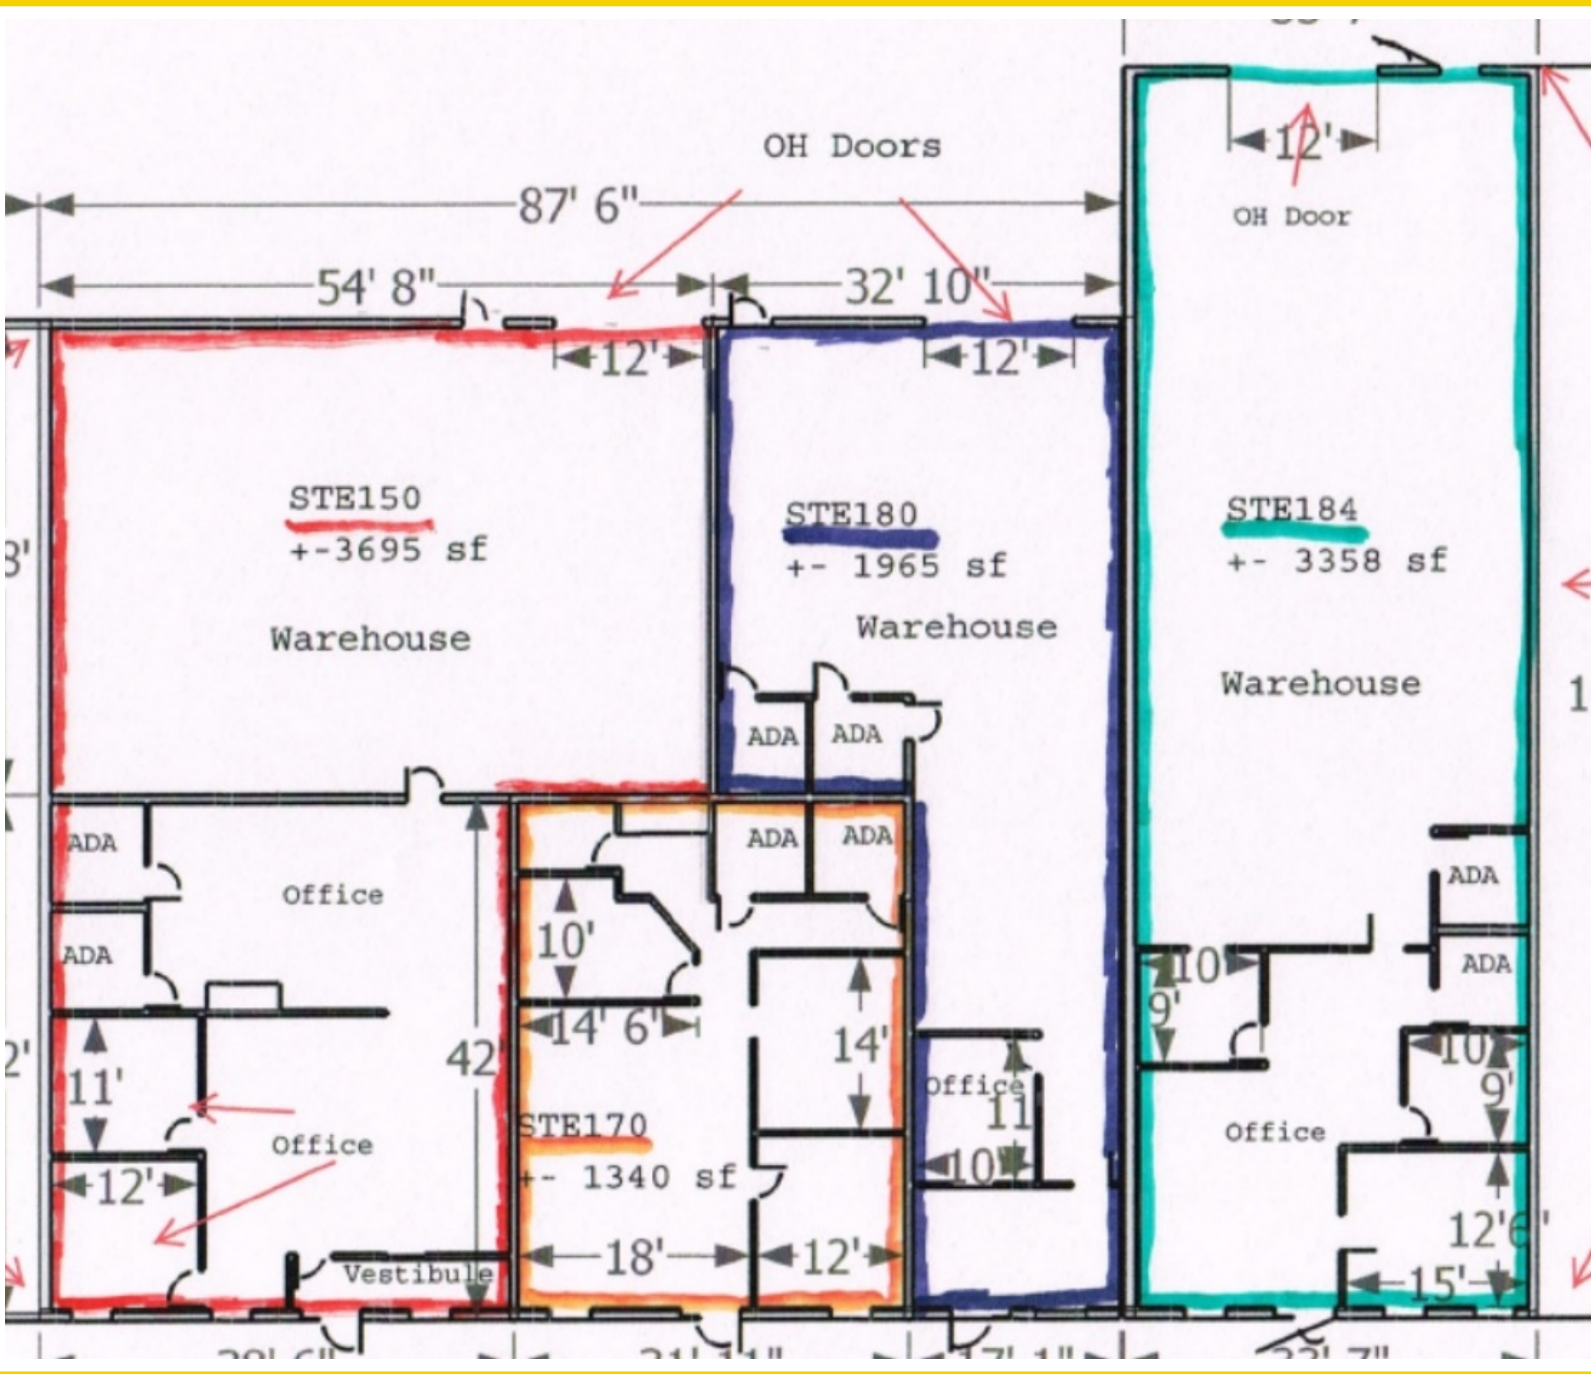 OH Doors
12'
OH Door
87' 6"
54' 8"
32' 10"
12'
12'
STE150
+-3695 sf
Warehouse
STE180
+- 1965 sf
Warehouse
STE184
+- 3358 sf
Warehouse
ADA
ADA
ADA
ADA
ADA
ADA
ADA
ADA
Office
10'
14' 6"
14'
42'
11'
12'
Office
Vestibule
STE170
+- 1340 sf
18'
12'
Office
11'
10'
10'
9'
10'
9'
Office
12'6"
15'